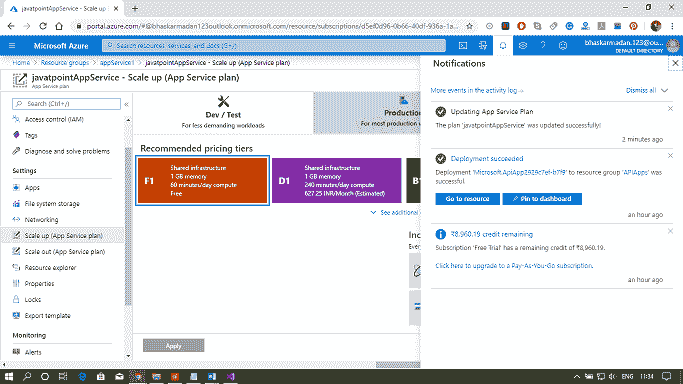 javatpointAppService - Scale up
portal.azure.com/#@bhaskarmadan123outlook.onmicrosoft.com/resource/subscriptions/d5ef0d96-0b66-40df-936a-1a...
Microsoft Azure
Search resources, services, and docs (G+/)
bhaskarmadan.123@ou...
DEFAULT DIRECTORY
Home > Resource groups > appService1 > javatpointAppService - Scale up (App Service plan)
javatpointAppService - Scale up (App Service plan)
App Service plan
Search (Ctrl+/)
Access control (IAM)
Tags
Diagnose and solve problems
Settings
Apps
File system storage
Networking
Scale up (App Service plan)
Scale out (App Service plan)
Resource explorer
Properties
Locks
Export template
Monitoring
Alerts
Dev / Test
For less demanding workloads
Production
For most production w
Recommended pricing tiers
F1
Shared infrastructure
1 GB memory
60 minutes/day compute
Free
D1
Shared infrastructure
1 GB memory
240 minutes/day compute
627.25 INR/Month (Estimated)
B1
See additional
Inc
Every
Apply
Notifications
More events in the activity log →
Dismiss all
Updating App Service Plan
The plan 'javatpointAppService' was updated successfully!
2 minutes ago
Deployment succeeded
to resource group 'APIApps' was
successful.
Go to resource
Pin to dashboard
an hour ago
₹8,960.19 credit remaining
Subscription 'Free Trial' has a remaining credit of ₹8,960.19.
Click here to upgrade to a Pay-As-You-Go subscription.
an hour ago
ENG
11:34